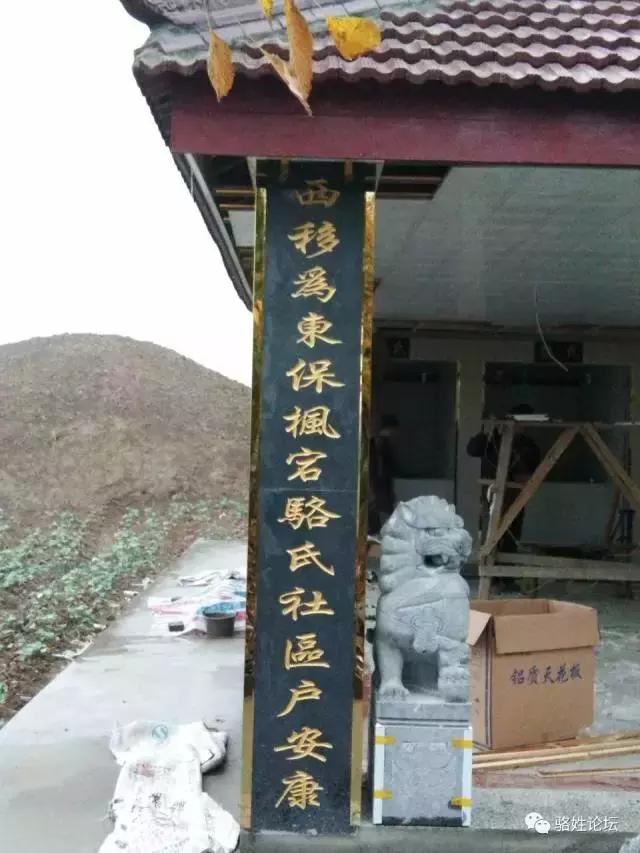 西移為東保楓宕駱氏社區户安康
铝质天花板
骆姓论坛